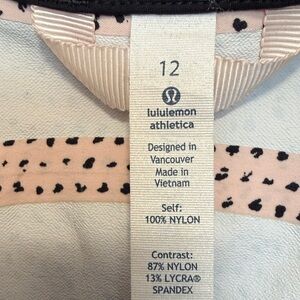 12
lululemon
athletica
Designed in
Vancouver
Made in
Vietnam
Self:
100% NYLON
Contrast:
87% NYLON
13% LYCRA®
SPANDEX